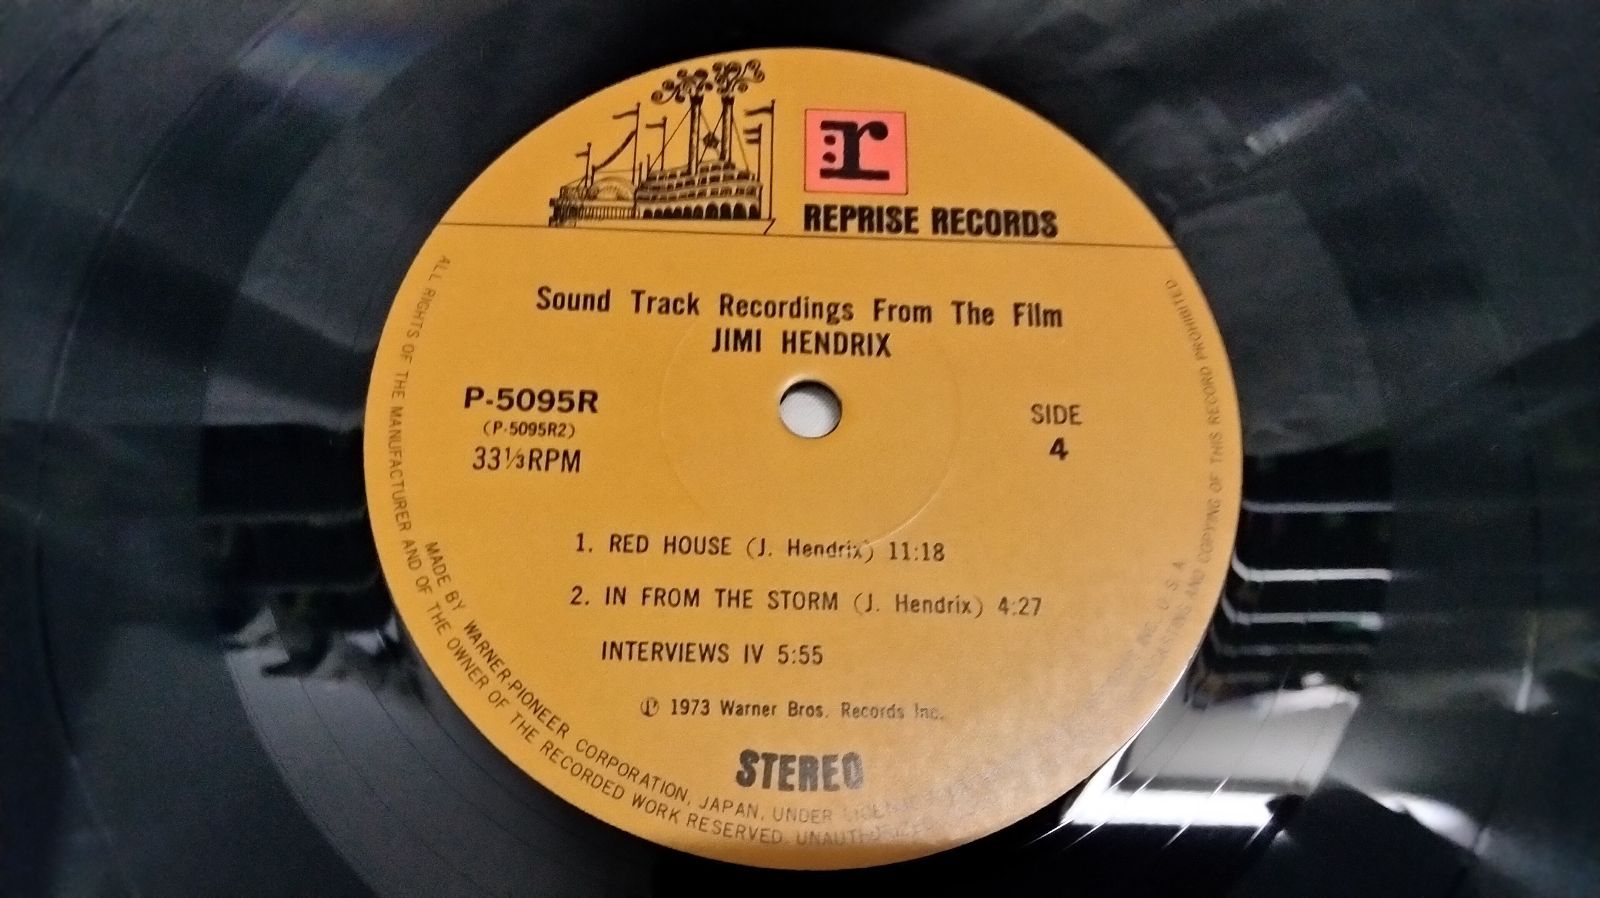 r
REPRISE RECORDS
Sound Track Recordings From The Film
JIMI HENDRIX
P-5095R
(P-5095R2)
33⅓RPM
SIDE
4
1. RED HOUSE (J. Hendrix) 11:18
2. IN FROM THE STORM (J. Hendrix) 4:27
INTERVIEWS IV 5:55
Ⓟ 1973 Warner Bros. Records Inc.
STEREO
MADE BY WARNER-PIONEER CORPORATION, JAPAN, UNDER INC., U.S.A.
ALL RIGHTS OF THE MANUFACTURER AND OF THE OWNER OF THE RECORDED WORK RESERVED. AND COPYING OF THIS RECORD PROHIBITED